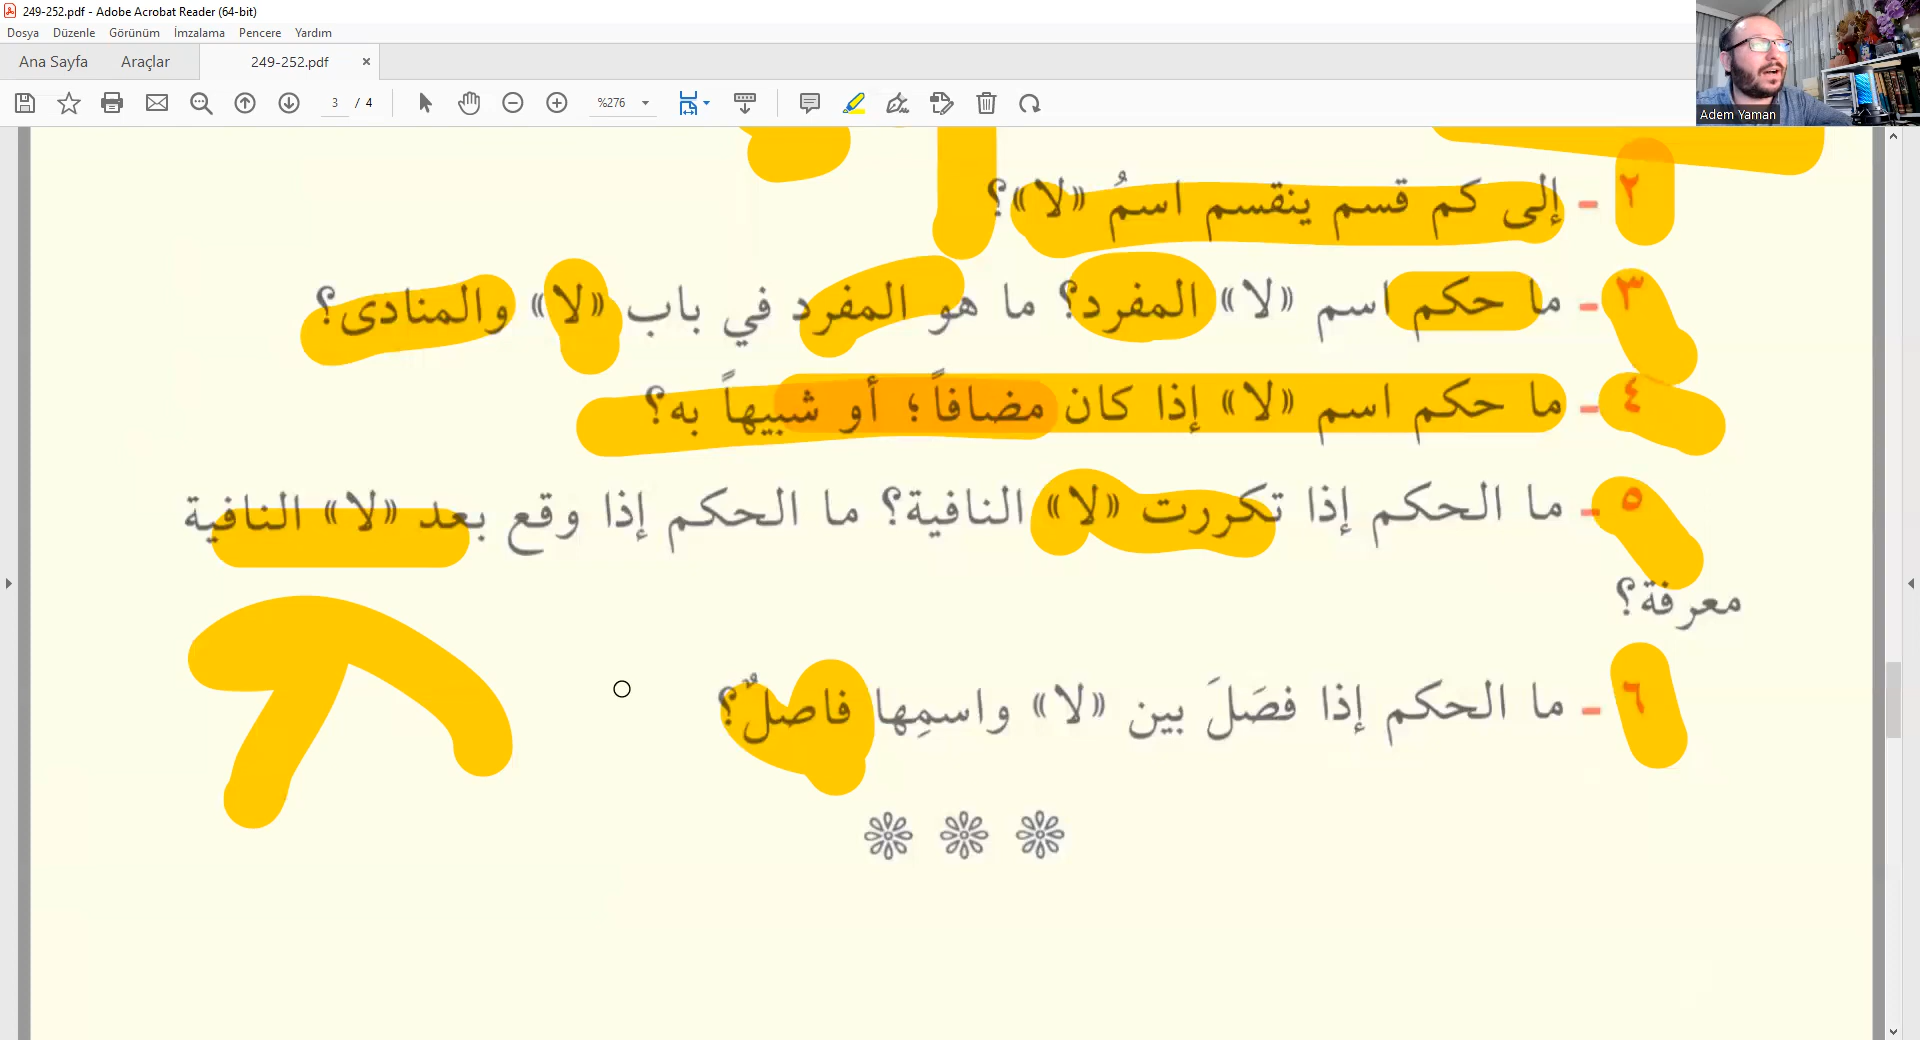 249-252.pdf - Adobe Acrobat Reader (64-bit)
Dosya Düzenle Görünüm İmzalama Pencere Yardım
Ana Sayfa Araçlar 249-252.pdf ×
3 / 4 %276
Adem Yaman
٢ - إلى كم قسم ينقسم اسمُ «لا»؟
٣ - ما حكم اسم «لا» المفرد؟ ما هو المفرد في باب «لا» والمنادى؟
٤ - ما حكم اسم «لا» إذا كان مضافاً؛ أو شبيهاً به؟
٥ - ما الحكم إذا تكررت «لا» النافية؟ ما الحكم إذا وقع بعد «لا» النافية
معرفة؟
٦ - ما الحكم إذا فصَلَ بين «لا» واسمِها فاصلٌ؟